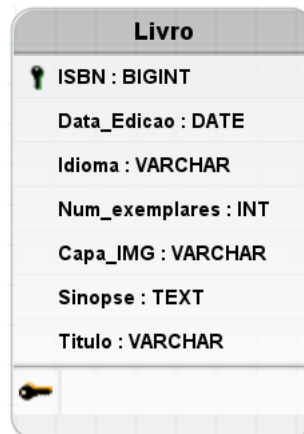 Livro
ISBN : BIGINT
Data_Edicao : DATE
Idioma : VARCHAR
Num_exemplares : INT
Capa_IMG : VARCHAR
Sinopse : TEXT
Titulo : VARCHAR